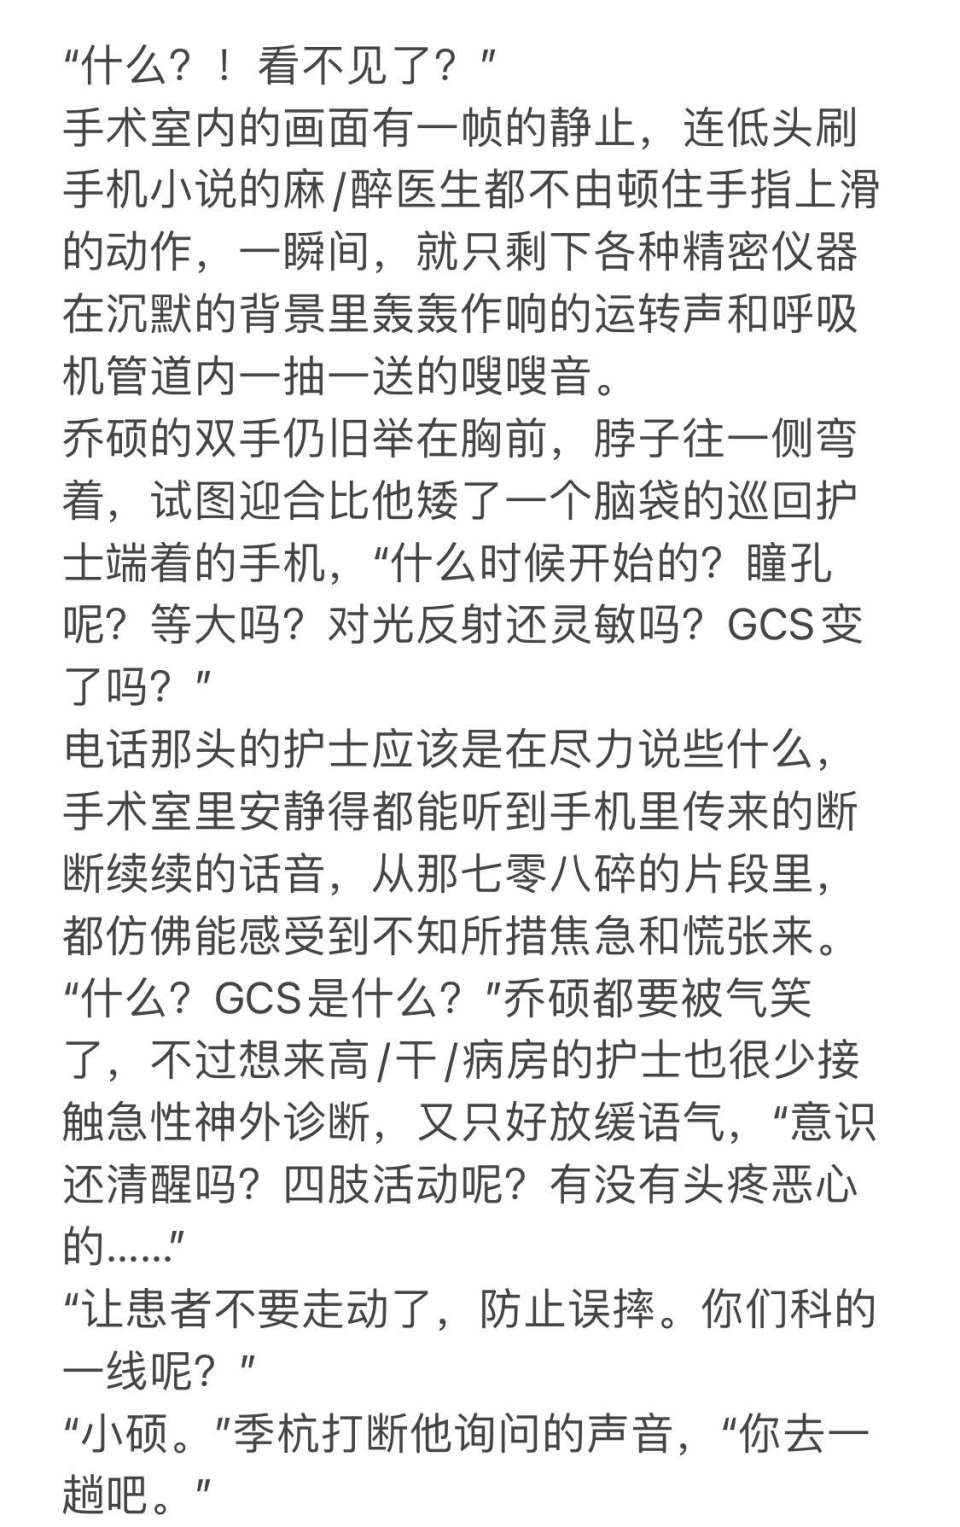 “什么？！看不见了？”
手术室内的画面有一帧的静止，连低头刷
手机小说的麻/醉医生都不由顿住手指上滑
的动作，一瞬间，就只剩下各种精密仪器
在沉默的背景里轰轰作响的运转声和呼吸
机管道内一抽一送的嗖嗖音。
乔硕的双手仍旧举在胸前，脖子往一侧弯
着，试图迎合比他矮了一个脑袋的巡回护
士端着的手机，“什么时候开始的？瞳孔
呢？等大吗？对光反射还灵敏吗？GCS变
了吗？”
电话那头的护士应该是在尽力说些什么，
手术室里安静得都能听到手机里传来的断
断续续的话音，从那七零八碎的片段里，
都仿佛能感受到不知所措焦急和慌张来。
“什么？GCS是什么？”乔硕都要被气笑
了，不过想来高/干/病房的护士也很少接
触急性神外诊断，又只好放缓语气，“意识
还清醒吗？四肢活动呢？有没有头疼恶心
的……”
“让患者不要走动了，防止误摔。你们科的
一线呢？”
“小硕。”季杭打断他询问的声音，“你去一
趟吧。”